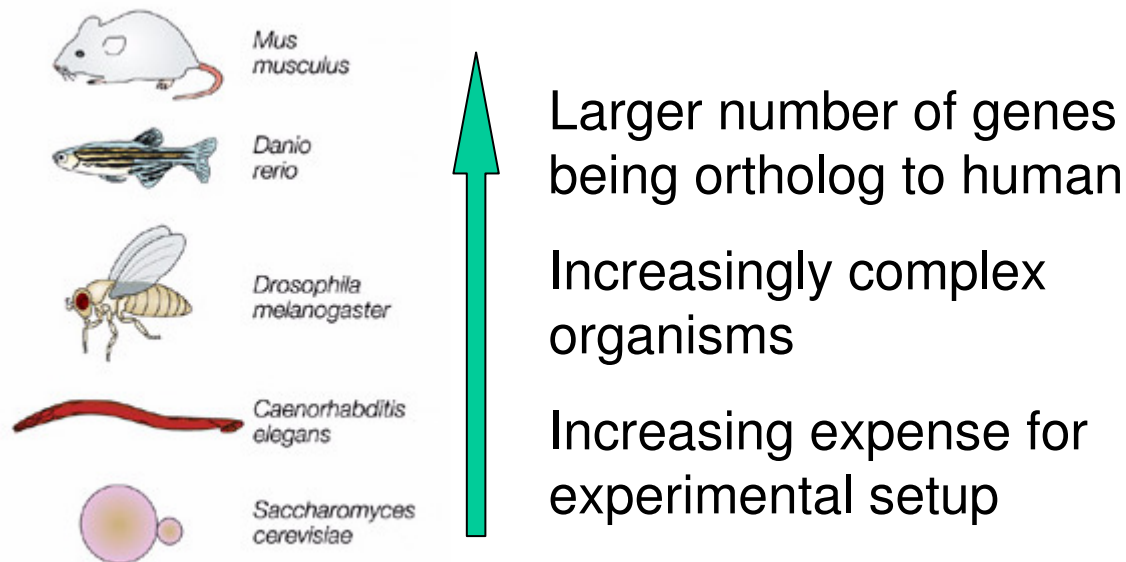 Mus
musculus
Danio
rerio
Drosophila
melanogaster
Caenorhabditis
elegans
Saccharomyces
cerevisiae
Larger number of genes
being ortholog to human
Increasingly complex
organisms
Increasing expense for
experimental setup